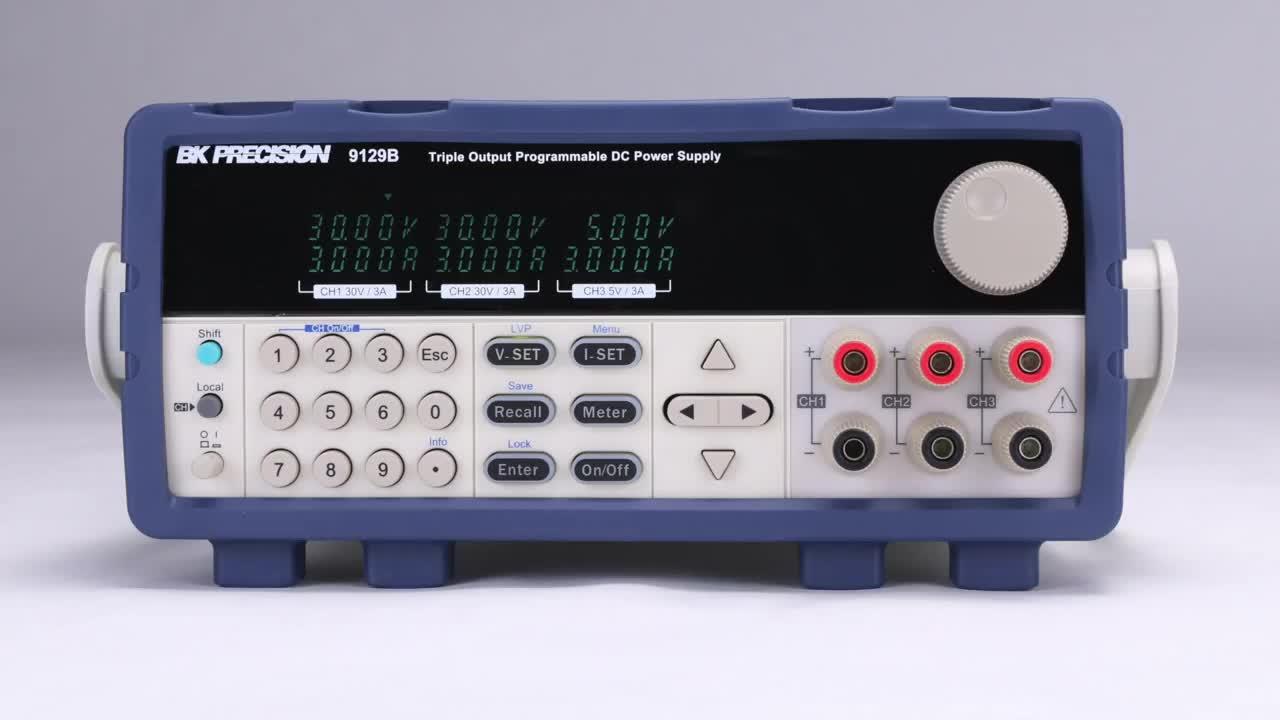 BK PRECISION 9129B Triple Output Programmable DC Power Supply
30.00V 30.00V 5.00V
3.000A 3.000A 3.000A
CH1 30V / 3A CH2 30V / 3A CH3 5V / 3A
Shift
CH On/Off
1 2 3 Esc
LVP
V-SET
Menu
I-SET
Local
CH
4 5 6 0
Save
Recall
Meter
O I
7 8 9 •
Info
Lock
Enter
On/Off
+ + +
CH1 CH2 CH3
!
- - -